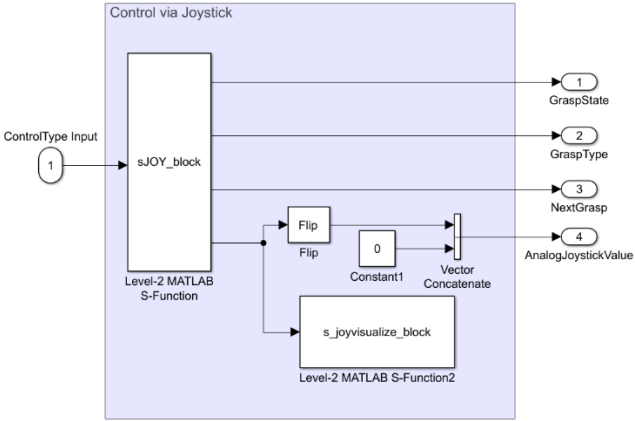 Control via Joystick
ControlType Input
1
sJOY_block
Level-2 MATLAB
S-Function
1
GraspState
2
GraspType
3
NextGrasp
Flip
Flip
0
Constant1
Vector
Concatenate
4
AnalogJoystickValue
s_joyvisualize_block
Level-2 MATLAB S-Function2